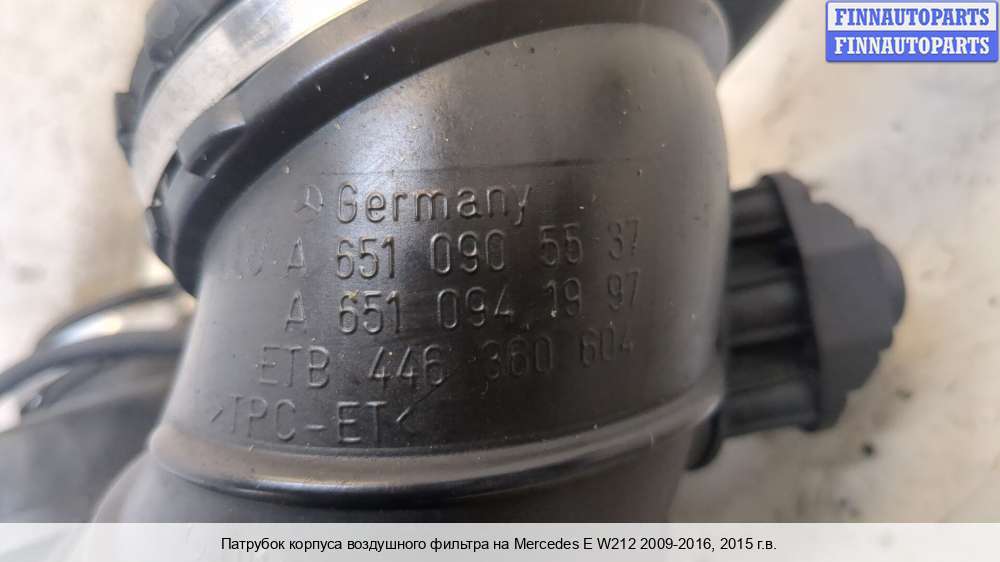 FINNAUTOPARTS
FINNAUTOPARTS
Germany
A 651 090 55 37
A 651 094 19 97
ETB 446 360 604
>TPC-ET<
Патрубок корпуса воздушного фильтра на Mercedes E W212 2009-2016, 2015 г.в.